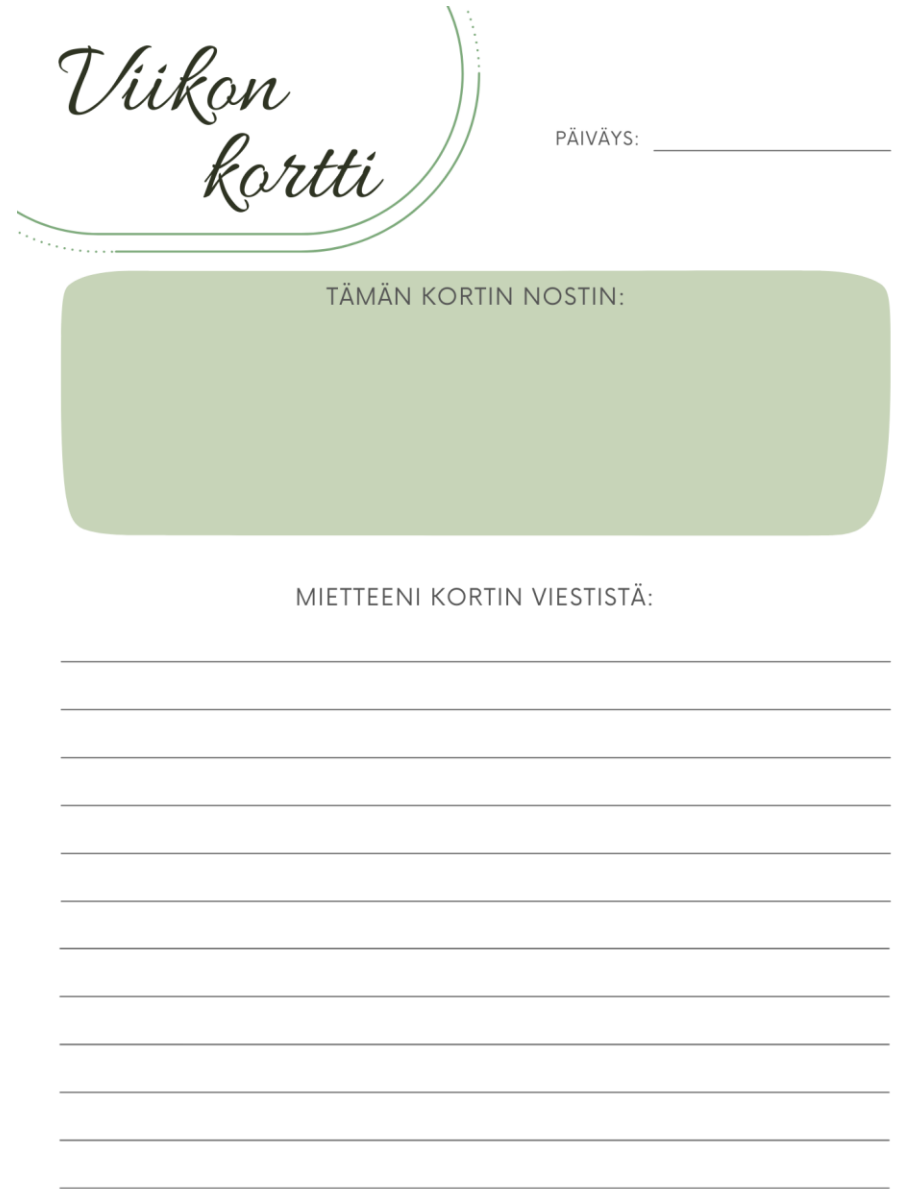 Viikon
kortti
PÄIVÄYS:
TÄMÄN KORTIN NOSTIN:
MIETTEENI KORTIN VIESTISTÄ: